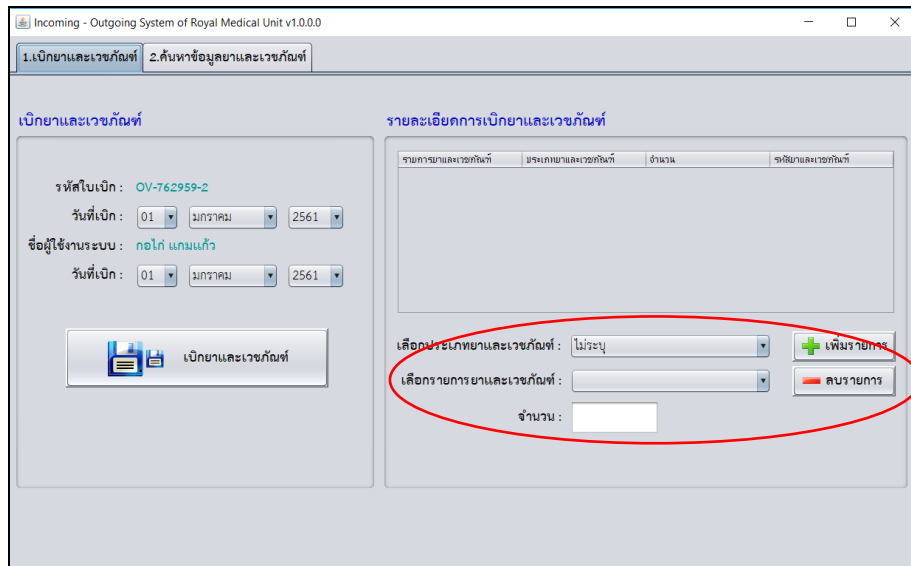 Incoming - Outgoing System of Royal Medical Unit v1.0.0.0
1.เบิกยาและเวชภัณฑ์ 2.ค้นหาข้อมูลยาและเวชภัณฑ์
เบิกยาและเวชภัณฑ์
รหัสใบเบิก : OV-762959-2
วันที่เบิก : 01 มกราคม 2561
ชื่อผู้ใช้งานระบบ : กอไก่ แกมแก้ว
วันที่เบิก : 01 มกราคม 2561
เบิกยาและเวชภัณฑ์
รายละเอียดการเบิกยาและเวชภัณฑ์
รายการยาและเวชภัณฑ์ ประเภทยาและเวชภัณฑ์ จำนวน รหัสยาและเวชภัณฑ์
เลือกประเภทยาและเวชภัณฑ์ : ไม่ระบุ เพิ่มรายการ
เลือกรายการยาและเวชภัณฑ์ : ลบรายการ
จำนวน :